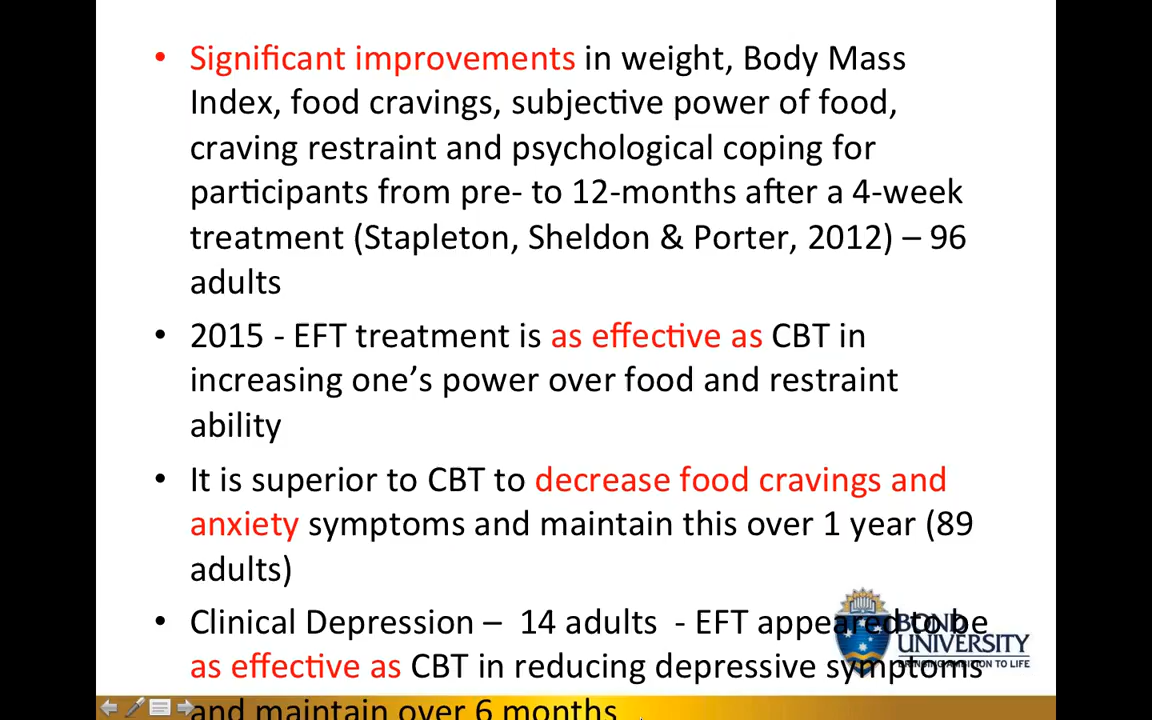 • Significant improvements in weight, Body Mass
Index, food cravings, subjective power of food,
craving restraint and psychological coping for
participants from pre- to 12-months after a 4-week
treatment (Stapleton, Sheldon & Porter, 2012) – 96
adults
• 2015 - EFT treatment is as effective as CBT in
increasing one’s power over food and restraint
ability
• It is superior to CBT to decrease food cravings and
anxiety symptoms and maintain this over 1 year (89
adults)
• Clinical Depression – 14 adults - EFT appeared to be
as effective as CBT in reducing depressive symptoms
and maintain over 6 months
BOND
UNIVERSITY
BRINGING AMBITION TO LIFE